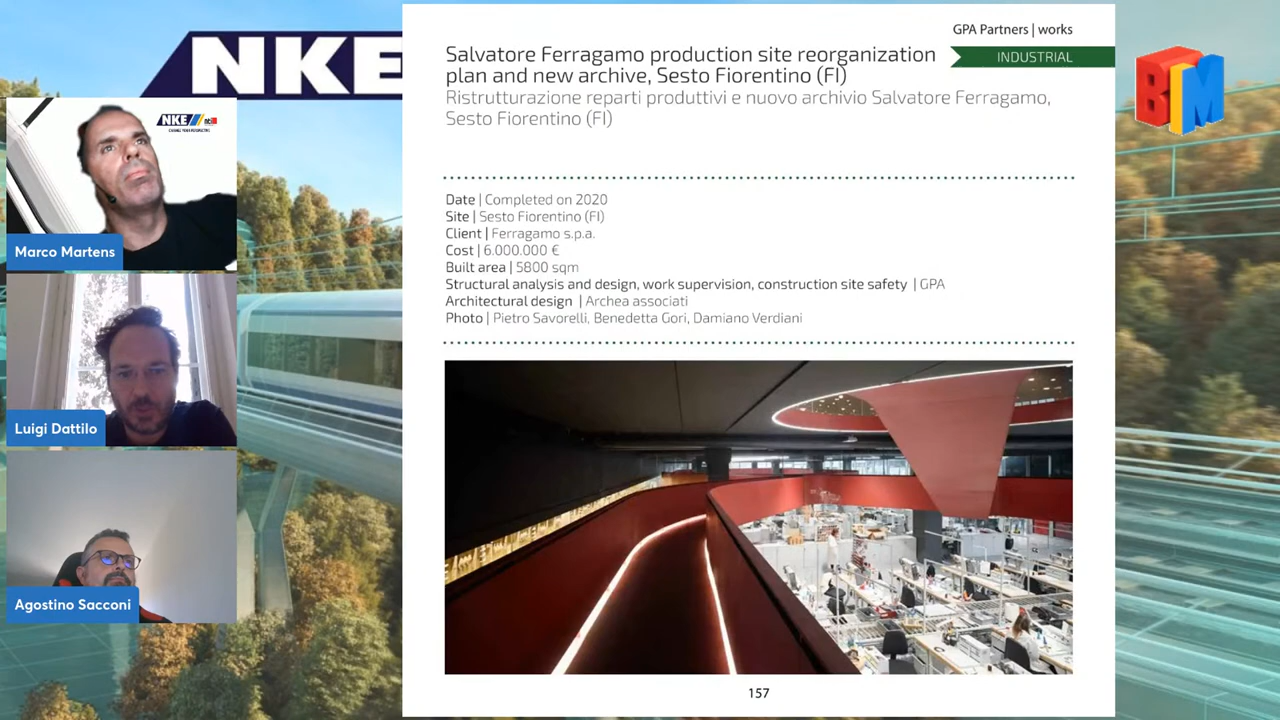 NKE
GPA Partners | works
INDUSTRIAL
Salvatore Ferragamo production site reorganization
plan and new archive, Sesto Fiorentino (FI)
Ristrutturazione reparti produttivi e nuovo archivio Salvatore Ferragamo,
Sesto Fiorentino (FI)
Date | Completed on 2020
Site | Sesto Fiorentino (FI)
Client | Ferragamo s.p.a.
Cost | 6.000.000 €
Built area | 5800 sqm
Structural analysis and design, work supervision, construction site safety | GPA
Architectural design | Archea associati
Photo | Pietro Savorelli, Benedetta Gori, Damiano Verdiani
157
BIM
NKE
Marco Martens
Luigi Dattilo
Agostino Sacconi